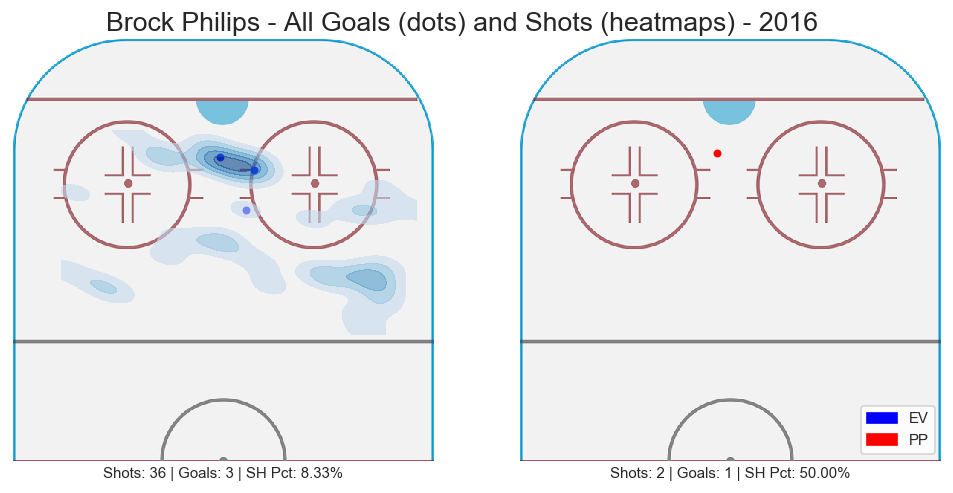 Brock Philips - All Goals (dots) and Shots (heatmaps) - 2016
EV
PP
Shots: 36 | Goals: 3 | SH Pct: 8.33%
Shots: 2 | Goals: 1 | SH Pct: 50.00%